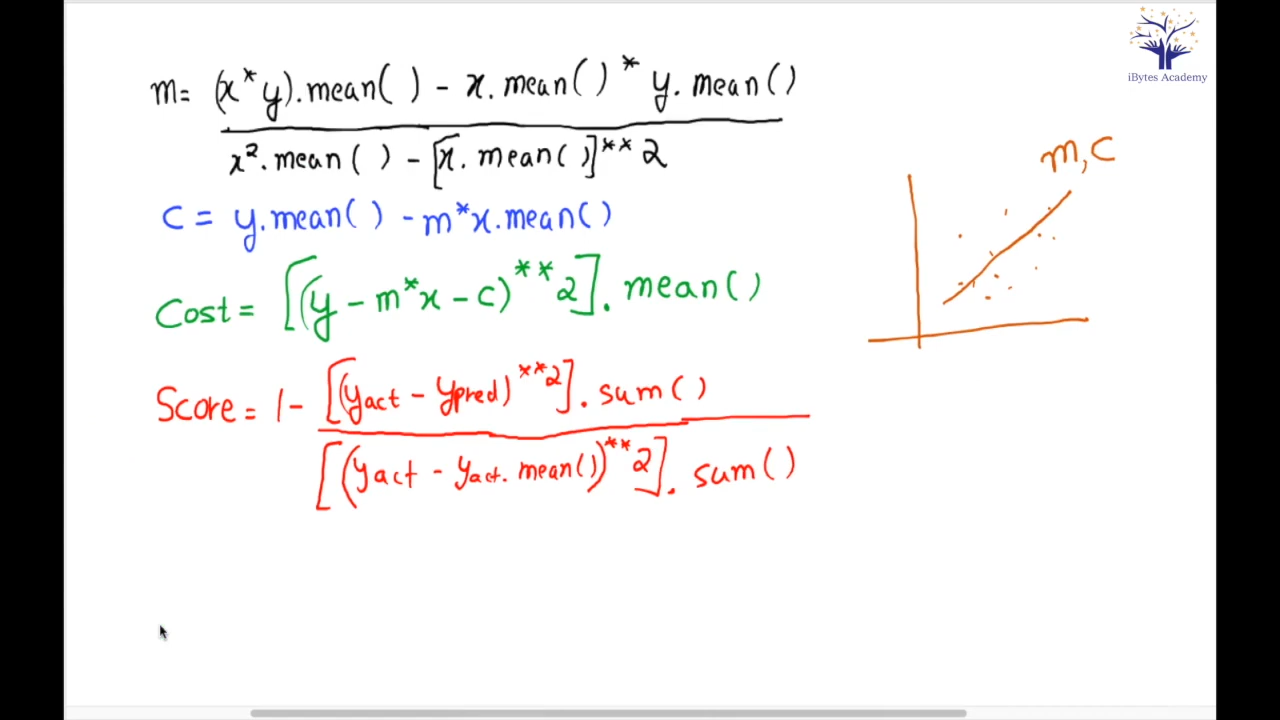 iBytes Academy
m= (x*y).mean() - x.mean() * y.mean()
x².mean() - [x.mean()]**2
m,c
c = y.mean() - m*x.mean()
Cost = [(y - m*x - c)**2].mean()
Score = 1 - [(yact - ypred)**2].sum()
[(yact - yact.mean())**2].sum()